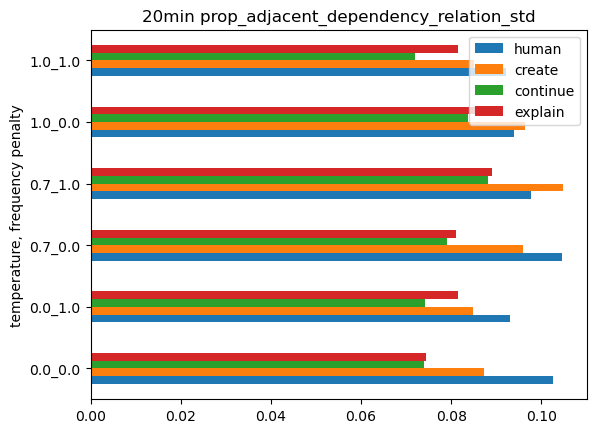 20min prop_adjacent_dependency_relation_std
human
create
continue
explain
temperature, frequency penalty
1.0_1.0
1.0_0.0
0.7_1.0
0.7_0.0
0.0_1.0
0.0_0.0
0.00 0.02 0.04 0.06 0.08 0.10